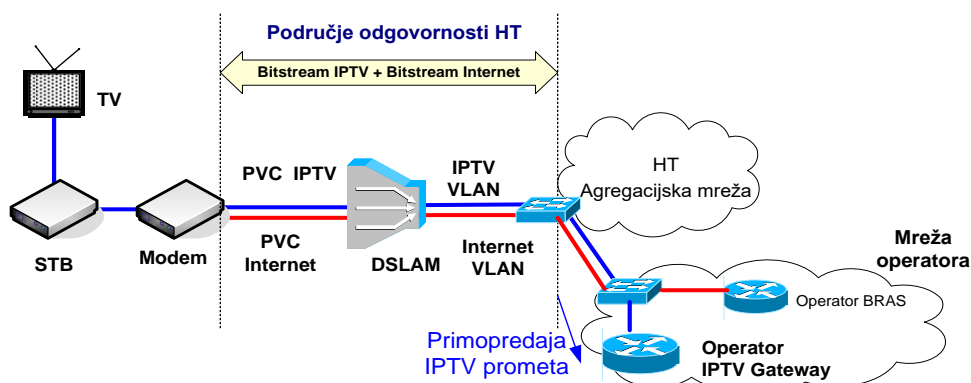 Područje odgovornosti HT
Bitstream IPTV + Bitstream Internet
TV
PVC IPTV
IPTV
VLAN
HT
Agregacijska mreža
STB
Modem
PVC
Internet
DSLAM
Internet
VLAN
Mreža
operatora
Operator BRAS
Primopredaja
IPTV prometa
Operator
IPTV Gateway